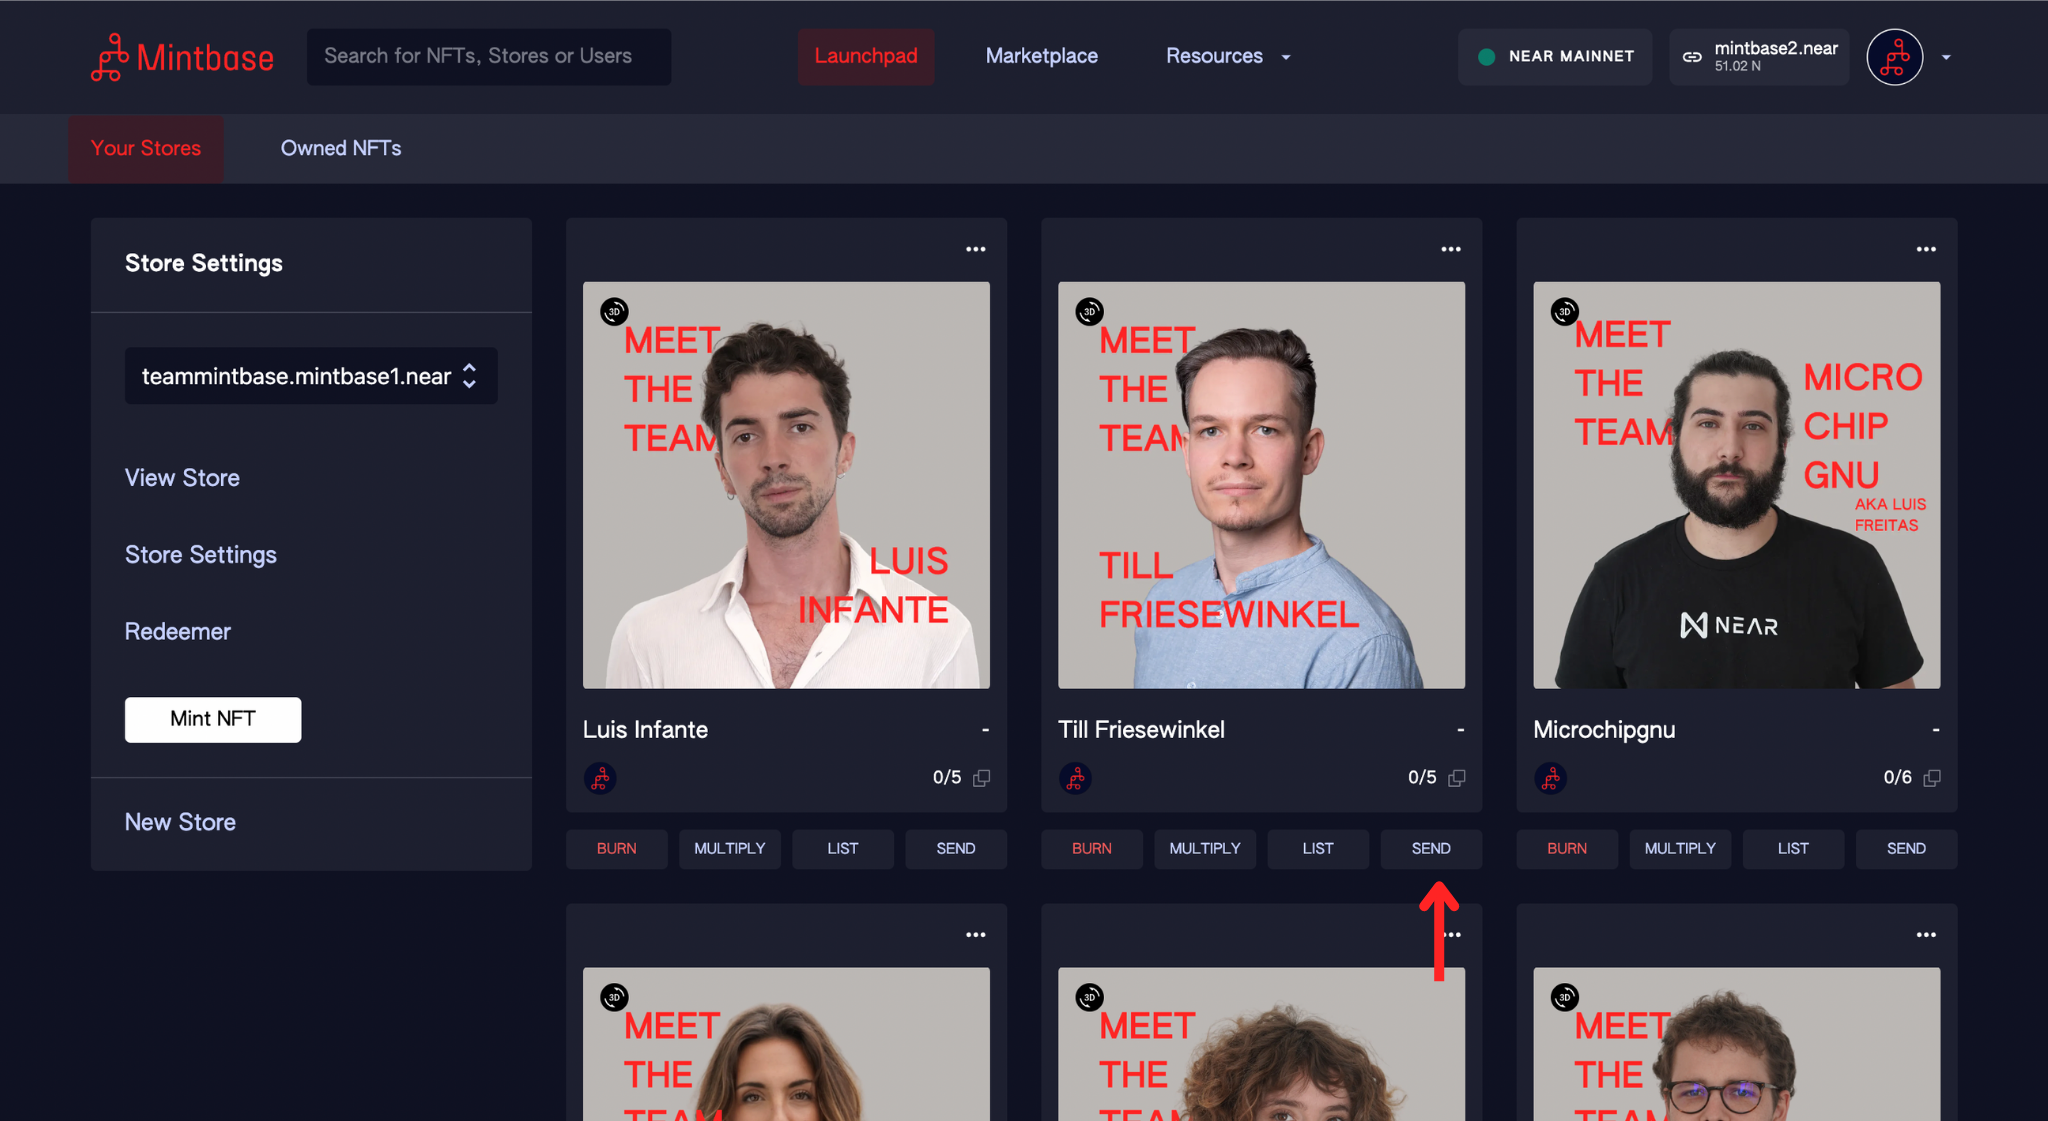 Mintbase
Search for NFTs, Stores or Users
Launchpad
Marketplace
Resources
NEAR MAINNET
mintbase2.near
51.02 N
Your Stores
Owned NFTs
Store Settings
teammintbase.mintbase1.near
View Store
Store Settings
Redeemer
Mint NFT
New Store
3D
MEET
THE
TEAM
LUIS
INFANTE
Luis Infante
-
0/5
BURN
MULTIPLY
LIST
SEND
3D
MEET
THE
TEAM
TILL
FRIESEWINKEL
Till Friesewinkel
-
0/5
BURN
MULTIPLY
LIST
SEND
3D
MEET
THE
TEAM
MICRO
CHIP
GNU
AKA LUIS
FREITAS
NEAR
Microchipgnu
-
0/6
BURN
MULTIPLY
LIST
SEND
3D
MEET
THE
TEAM
3D
MEET
THE
TEAM
3D
MEET
THE
TEAM